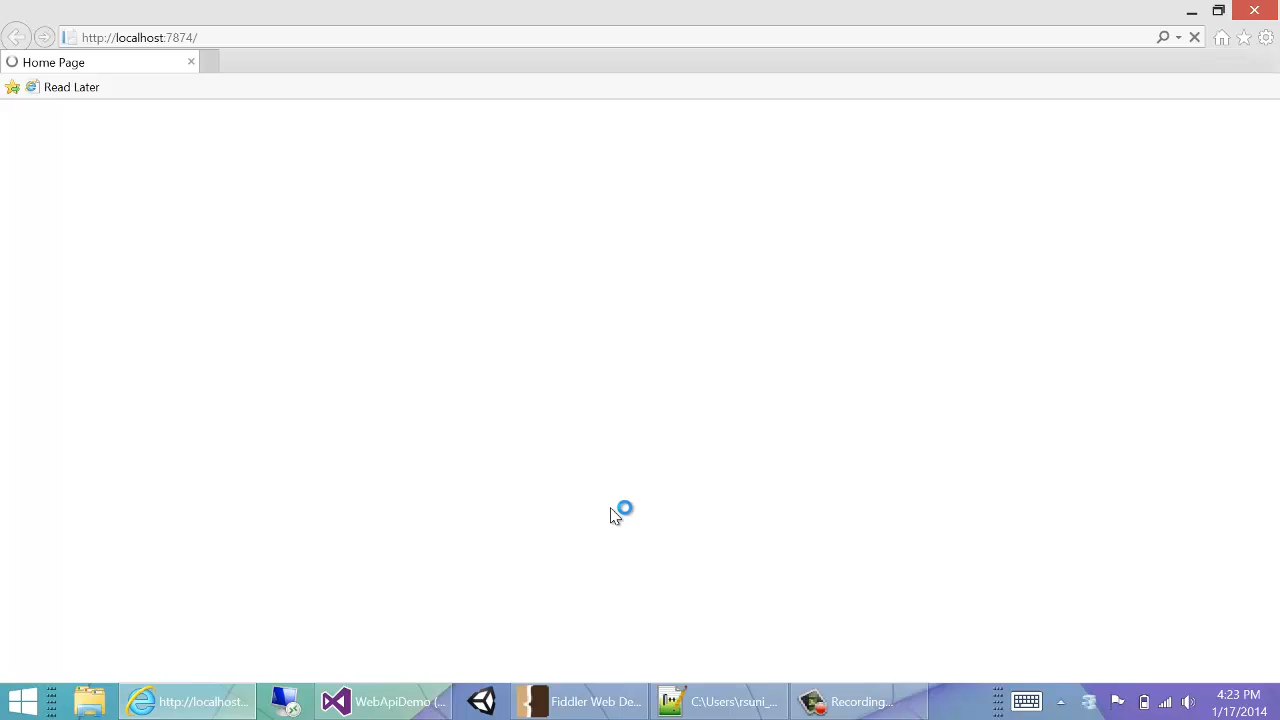 http://localhost:7874/
Home Page
Read Later
http://localhost...
WebApiDemo (...
Fiddler Web De...
C:\Users\rsuni_...
Recording...
4:23 PM
1/17/2014